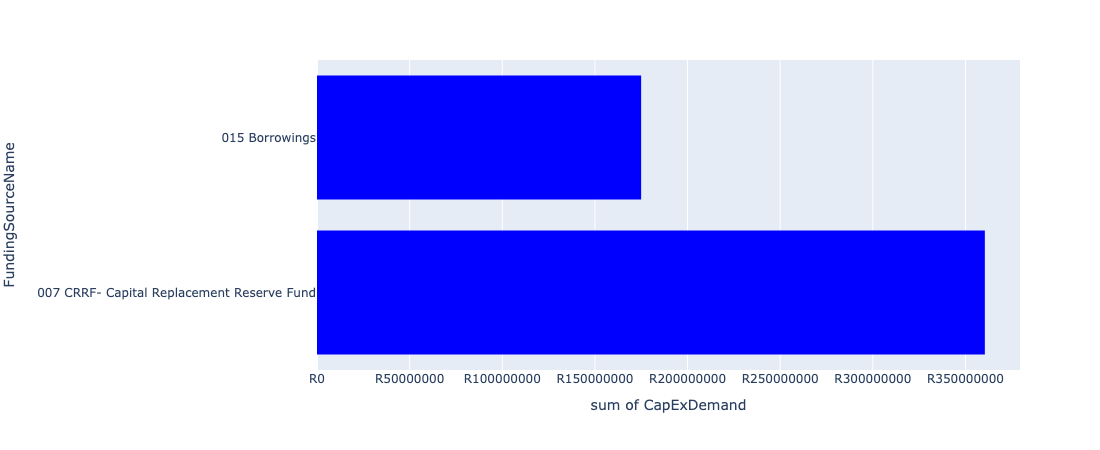 FundingSourceName
015 Borrowings
007 CRRF- Capital Replacement Reserve Fund
R0 R50000000 R100000000 R150000000 R200000000 R250000000 R300000000 R350000000
sum of CapExDemand